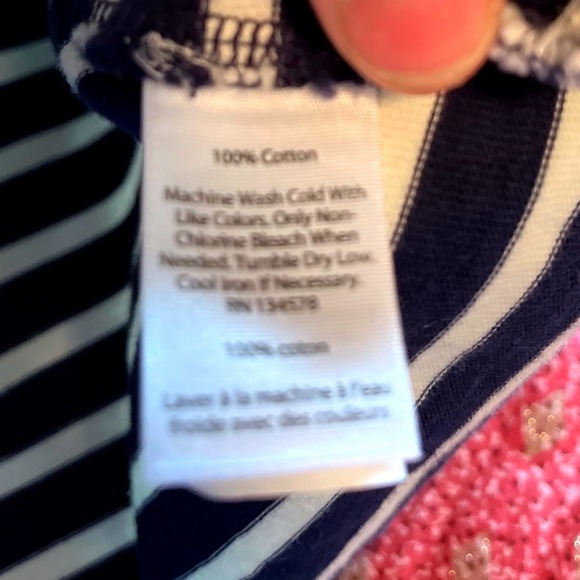 100% Cotton
Machine Wash Cold With
Like Colors. Only Non-
Chlorine Bleach When
Needed. Tumble Dry Low.
Cool Iron If Necessary.
RN 134578
100% coton
Laver à la machine à l'eau
froide avec des couleurs